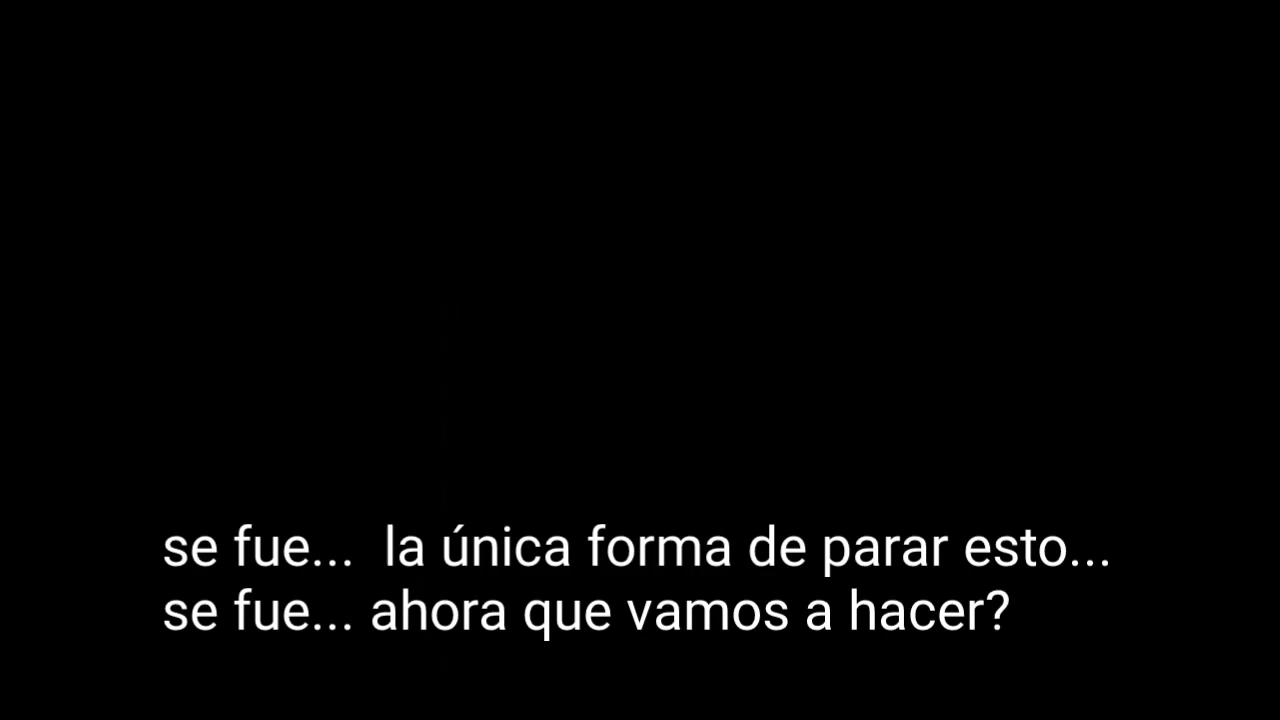 se fue...  la única forma de parar esto...
se fue... ahora que vamos a hacer?